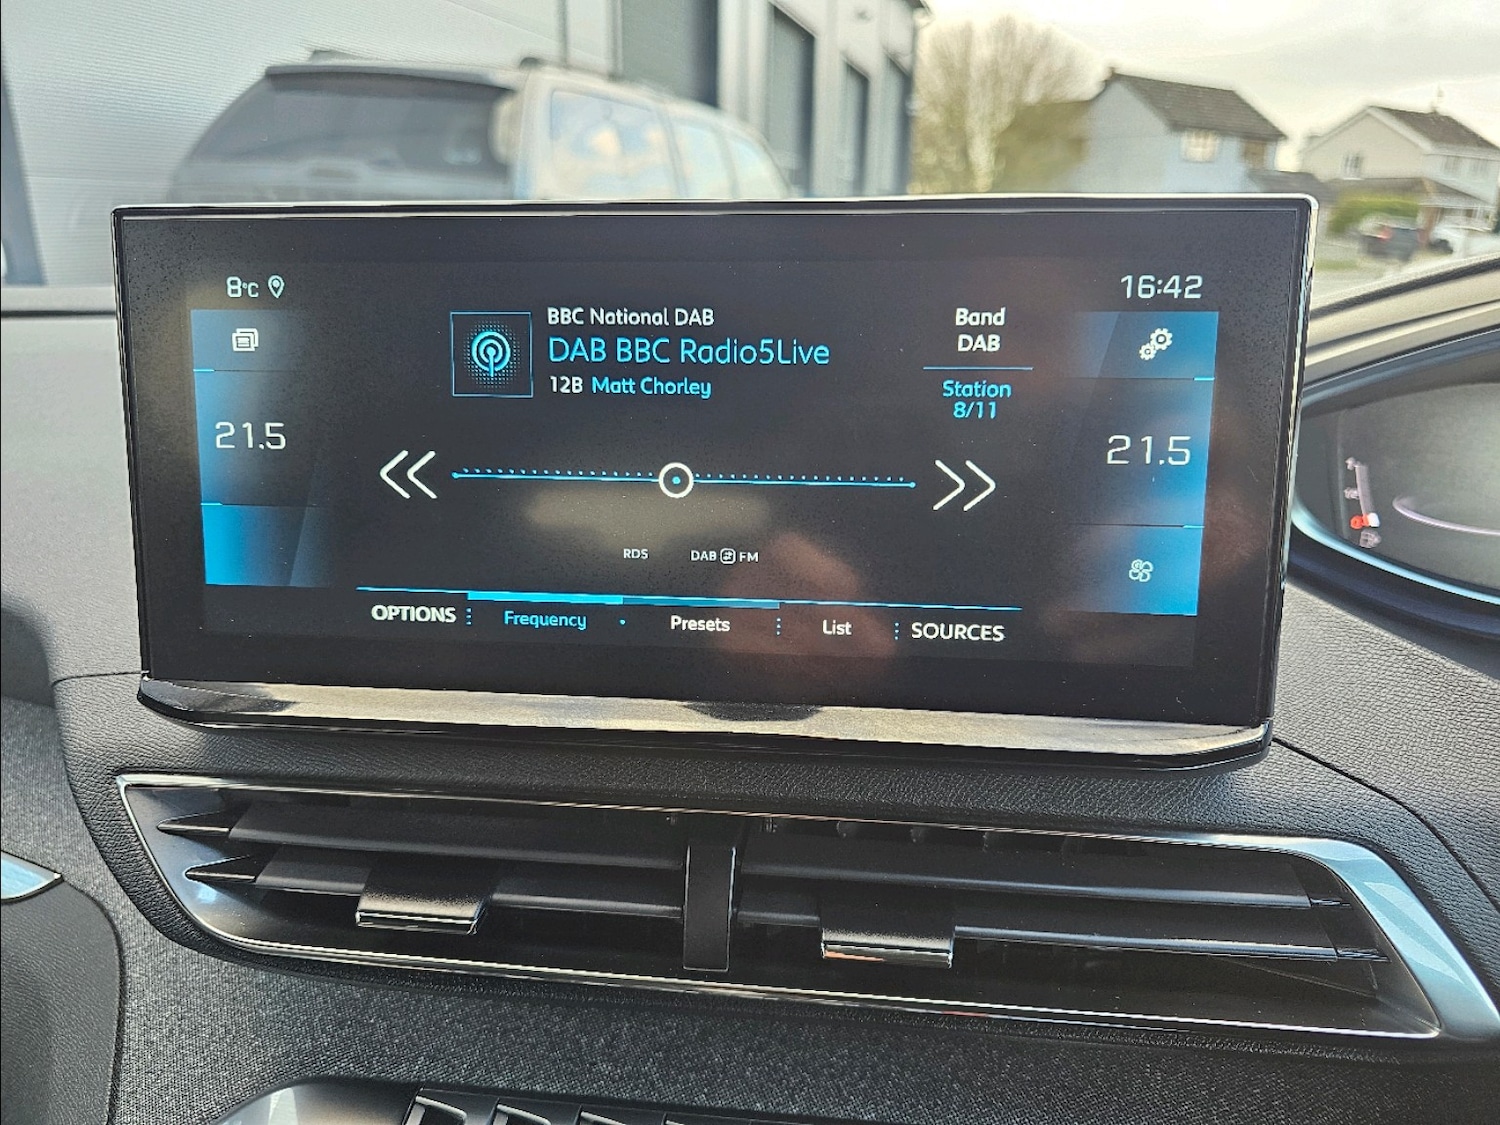 8°C
16:42
BBC National DAB
DAB BBC Radio5Live
12B Matt Chorley
Band
DAB
Station
8/11
21.5
21.5
RDS
DAB FM
OPTIONS Frequency Presets List SOURCES